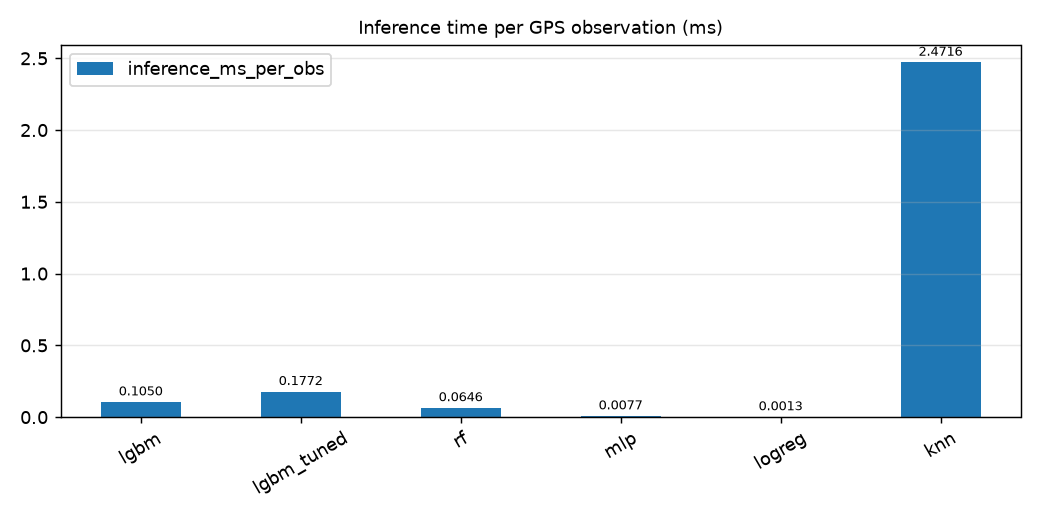 Inference time per GPS observation (ms)
inference_ms_per_obs
2.5
2.0
1.5
1.0
0.5
0.0
0.1050
0.1772
0.0646
0.0077
0.0013
2.4716
lgbm
lgbm_tuned
rf
mlp
logreg
knn